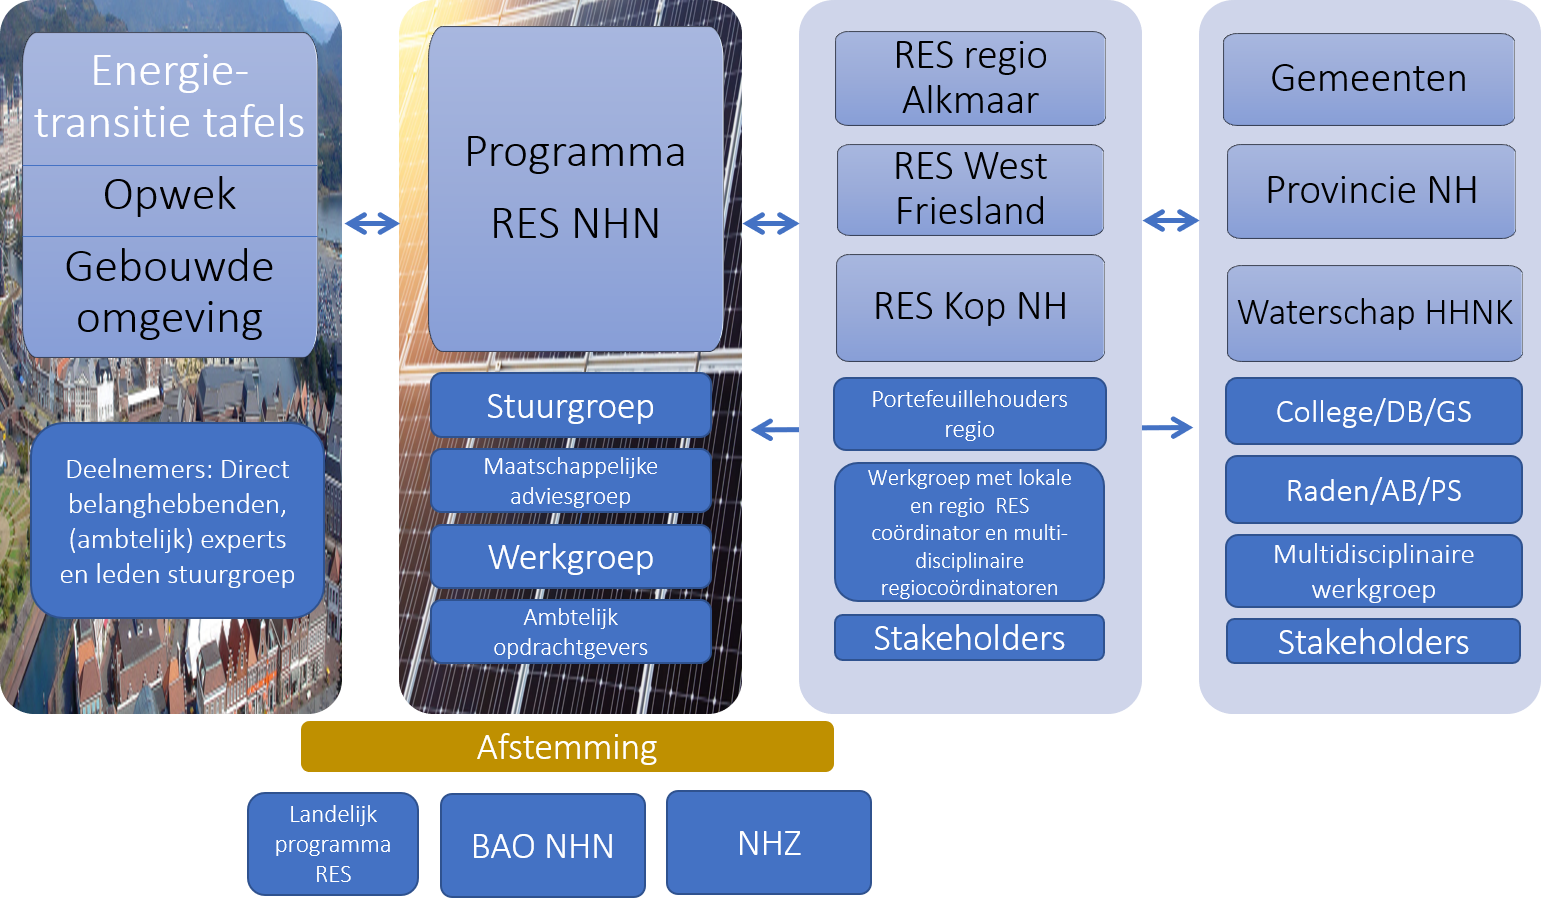 Energie-
transitie tafels
Opwek
Gebouwde
omgeving
Deelnemers: Direct
belanghebbenden,
(ambtelijk) experts
en leden stuurgroep
Programma
RES NHN
Stuurgroep
Maatschappelijke
adviesgroep
Werkgroep
Ambtelijk
opdrachtgevers
RES regio
Alkmaar
RES West
Friesland
RES Kop NH
Portefeuillehouders
regio
Werkgroep met lokale
en regio RES
coördinator en multi-
disciplinaire
regiocoördinatoren
Stakeholders
Gemeenten
Provincie NH
Waterschap HHNK
College/DB/GS
Raden/AB/PS
Multidisciplinaire
werkgroep
Stakeholders
Afstemming
Landelijk
programma
RES
BAO NHN
NHZ